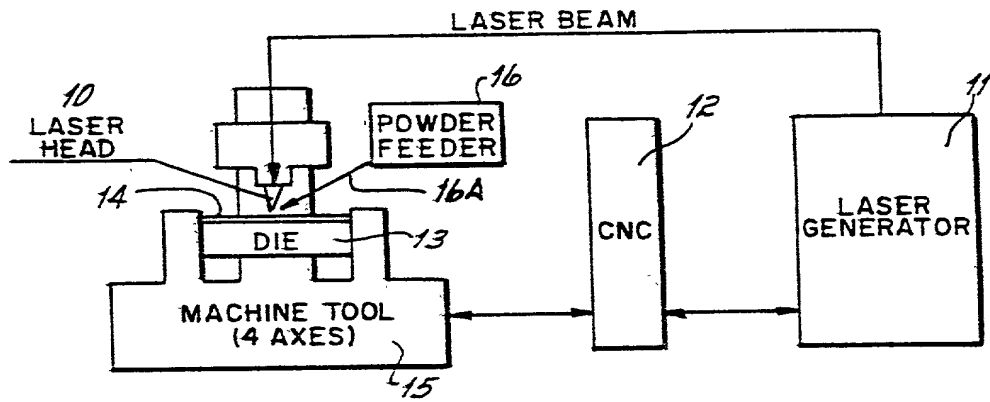 LASER BEAM
10
LASER
HEAD
16
POWDER
FEEDER
16A
12
11
14
DIE
13
CNC
LASER
GENERATOR
MACHINE TOOL
(4 AXES)
15